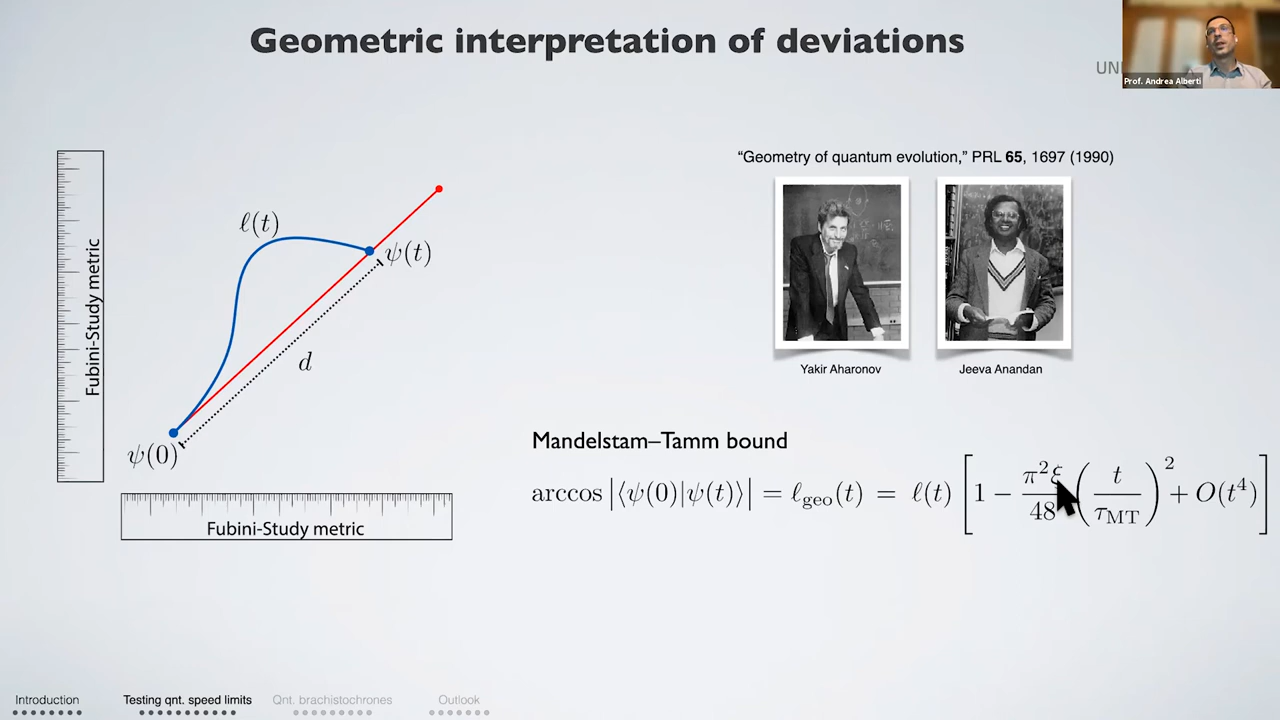 Geometric interpretation of deviations
UN
Prof. Andrea Alberti
“Geometry of quantum evolution,” PRL 65, 1697 (1990)
Fubini-Study metric
ℓ(t)
ψ(t)
d
ψ(0)
Fubini-Study metric
Yakir Aharonov
Jeeva Anandan
Mandelstam–Tamm bound
arccos |⟨ψ(0)|ψ(t)⟩| = ℓ_geo(t) = ℓ(t) [1 − π²ξ/48 (t/τ_MT)² + O(t⁴)]
Introduction Testing qnt. speed limits Qnt. brachistochrones Outlook